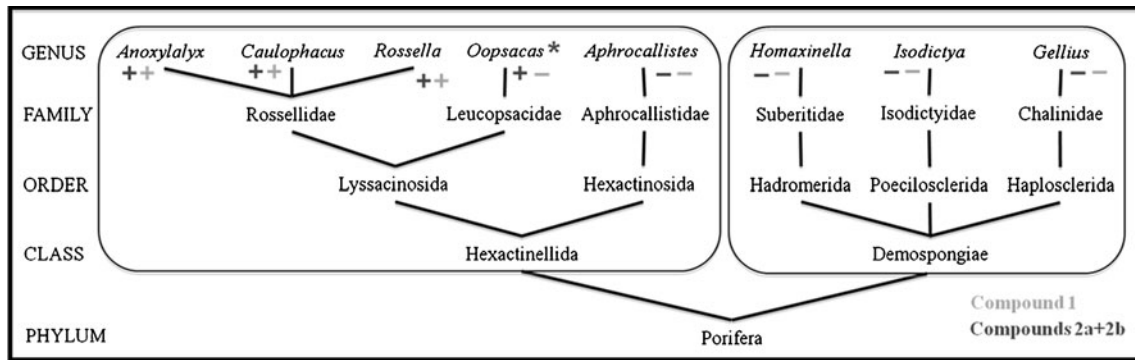 GENUS Anoxylalyx Caulophacus Rossella Oopsacas* Aphrocallistes Homaxinella Isodictya Gellius
++ ++ ++ +− −− −− −− −−
FAMILY Rossellidae Leucopsacidae Aphrocallistidae Suberitidae Isodictyidae Chalinidae
ORDER Lyssacinosida Hexactinosida Hadromerida Poecilosclerida Haplosclerida
CLASS Hexactinellida Demospongiae
Compound 1
Compounds 2a+2b
PHYLUM Porifera